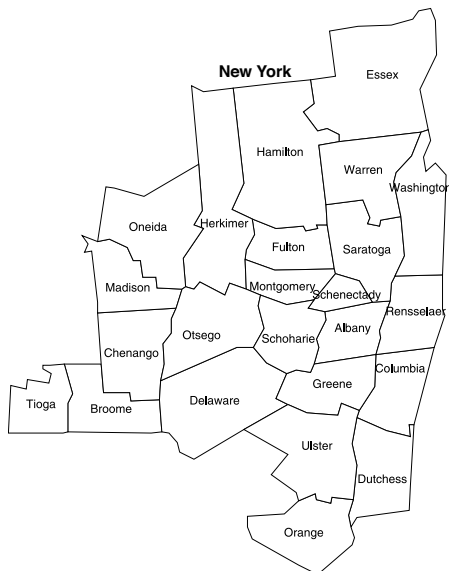 New York
Essex
Hamilton
Warren
Washington
Oneida
Herkimer
Fulton
Saratoga
Madison
Montgomery
Schenectady
Rensselaer
Otsego
Schoharie
Albany
Chenango
Columbia
Greene
Tioga
Broome
Delaware
Ulster
Dutchess
Orange